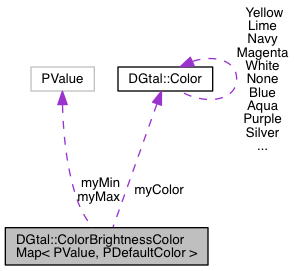 Yellow
Lime
Navy
Magenta
White
None
Blue
Aqua
Purple
Silver
...
PValue
DGtal::Color
myMin
myMax
myColor
DGtal::ColorBrightnessColor
Map< PValue, PDefaultColor >